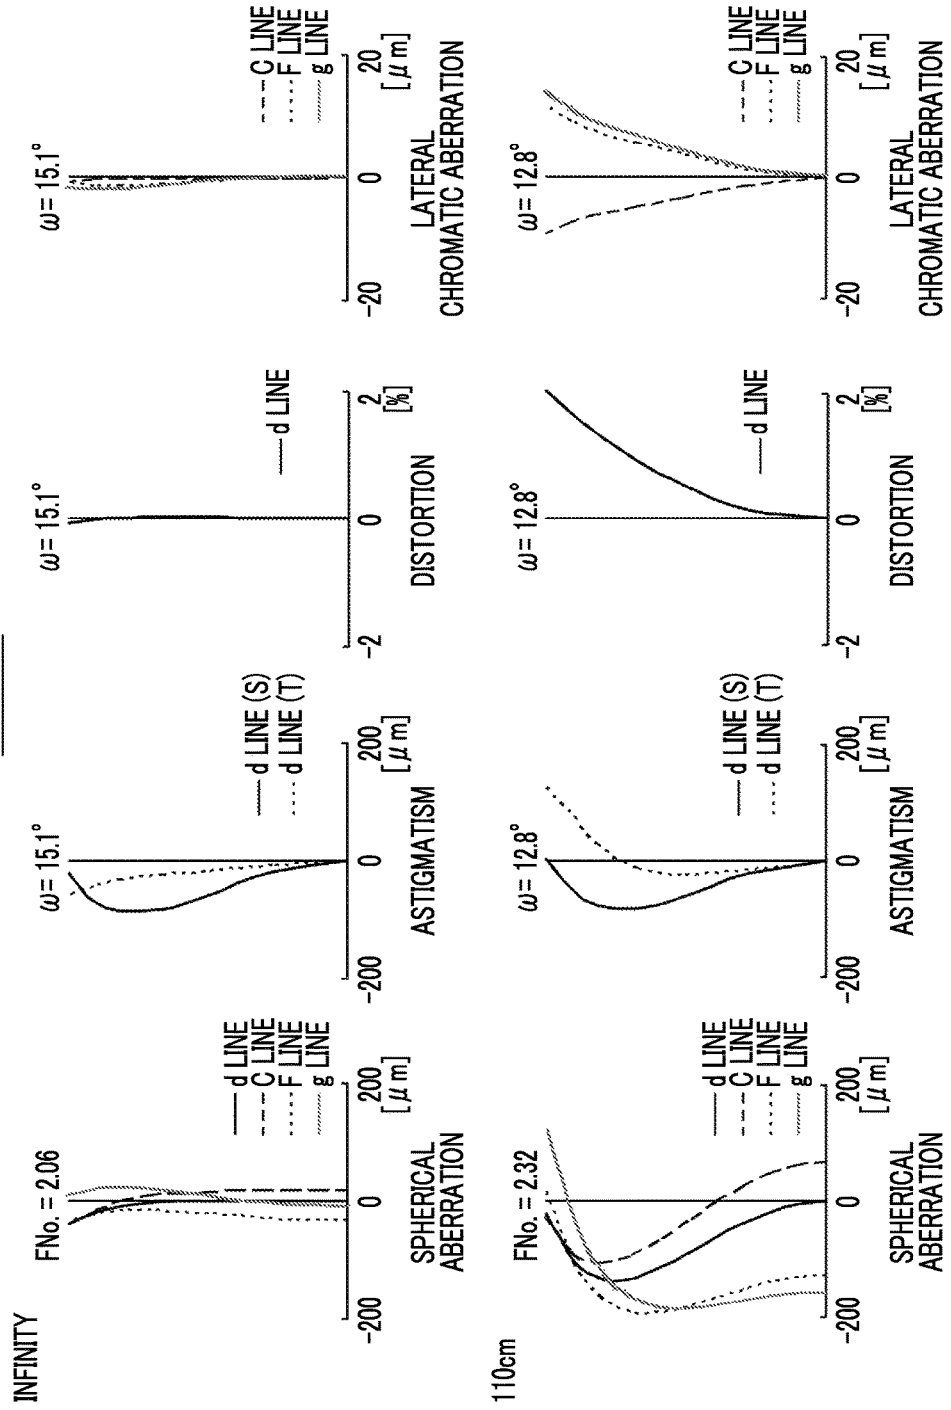 INFINITY
FNo. = 2.06
d LINE
C LINE
F LINE
g LINE
-200
0
200
[μm]
SPHERICAL
ABERRATION
ω= 15.1°
d LINE (S)
d LINE (T)
-200
0
200
[μm]
ASTIGMATISM
ω= 15.1°
d LINE
-2
0
2
[%]
DISTORTION
ω= 15.1°
C LINE
F LINE
g LINE
-20
0
20
[μm]
LATERAL
CHROMATIC ABERRATION
110cm
FNo. = 2.32
d LINE
C LINE
F LINE
g LINE
-200
0
200
[μm]
SPHERICAL
ABERRATION
ω= 12.8°
d LINE (S)
d LINE (T)
-200
0
200
[μm]
ASTIGMATISM
ω= 12.8°
d LINE
-2
0
2
[%]
DISTORTION
ω= 12.8°
C LINE
F LINE
g LINE
-20
0
20
[μm]
LATERAL
CHROMATIC ABERRATION